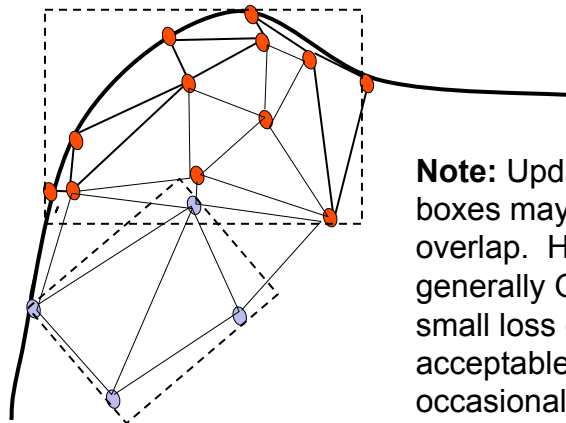 Note: Upd
boxes may
overlap. H
generally O
small loss
acceptable
occasional